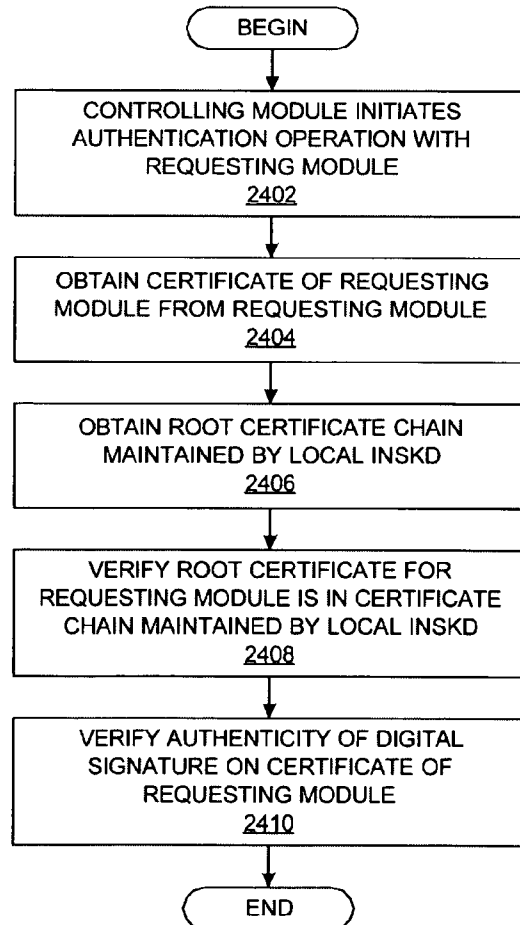 BEGIN
CONTROLLING MODULE INITIATES
AUTHENTICATION OPERATION WITH
REQUESTING MODULE
2402
OBTAIN CERTIFICATE OF REQUESTING
MODULE FROM REQUESTING MODULE
2404
OBTAIN ROOT CERTIFICATE CHAIN
MAINTAINED BY LOCAL INSKD
2406
VERIFY ROOT CERTIFICATE FOR
REQUESTING MODULE IS IN CERTIFICATE
CHAIN MAINTAINED BY LOCAL INSKD
2408
VERIFY AUTHENTICITY OF DIGITAL
SIGNATURE ON CERTIFICATE OF
REQUESTING MODULE
2410
END